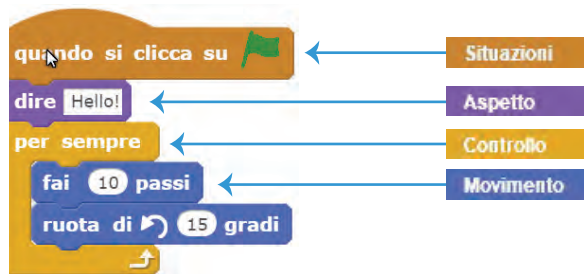 quando si clicca su
Situazioni
dire Hello!
Aspetto
per sempre
Controllo
fai 10 passi
Movimento
ruota di 15 gradi